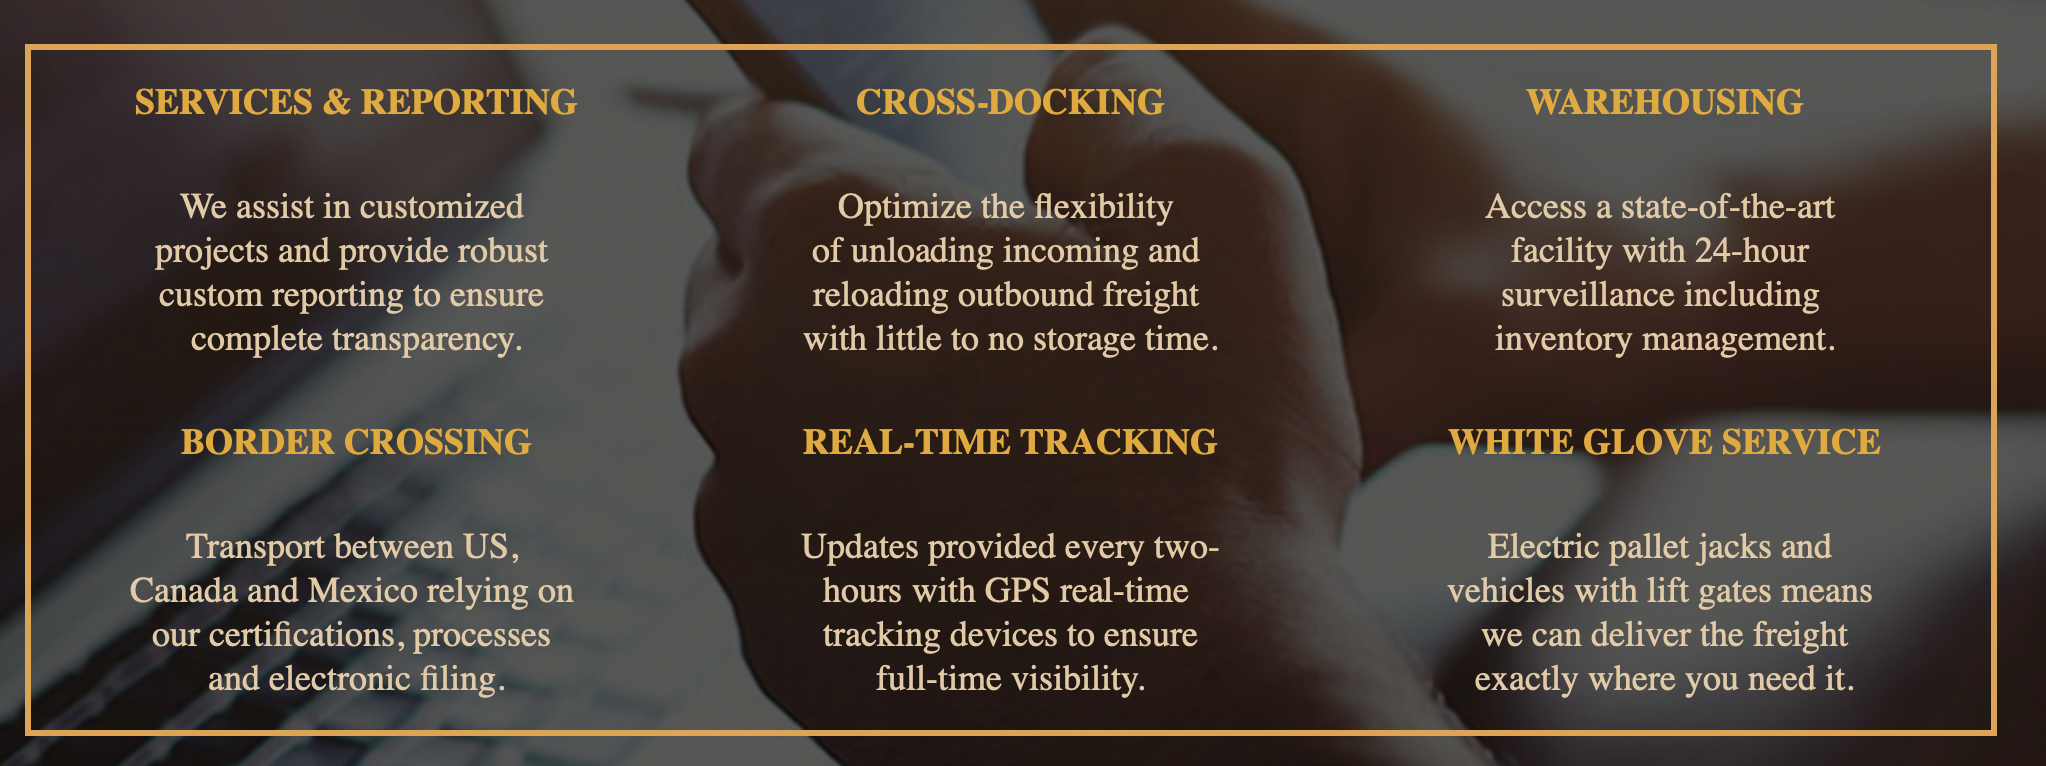 SERVICES & REPORTING
We assist in customized
projects and provide robust
custom reporting to ensure
complete transparency.
CROSS-DOCKING
Optimize the flexibility
of unloading incoming and
reloading outbound freight
with little to no storage time.
WAREHOUSING
Access a state-of-the-art
facility with 24-hour
surveillance including
inventory management.
BORDER CROSSING
Transport between US,
Canada and Mexico relying on
our certifications, processes
and electronic filing.
REAL-TIME TRACKING
Updates provided every two-
hours with GPS real-time
tracking devices to ensure
full-time visibility.
WHITE GLOVE SERVICE
Electric pallet jacks and
vehicles with lift gates means
we can deliver the freight
exactly where you need it.